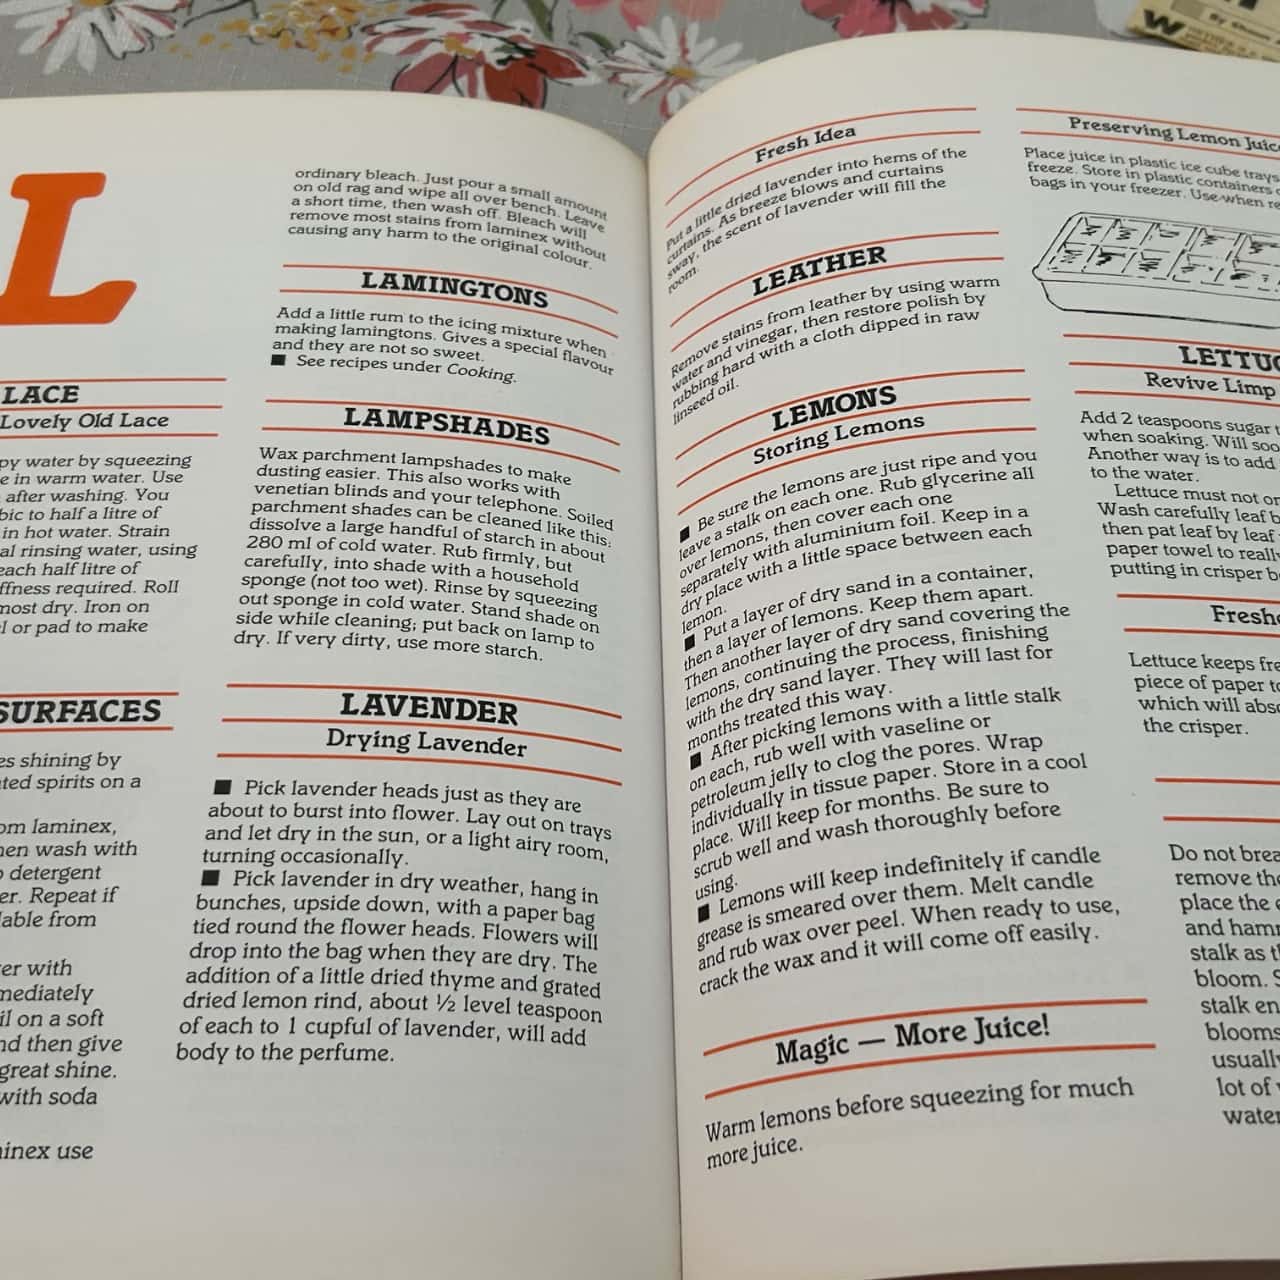 L
LACE
Lovely Old Lace
py water by squeezing
e in warm water. Use
after washing. You
bic to half a litre of
in hot water. Strain
al rinsing water, using
each half litre of
ffness required. Roll
most dry. Iron on
l or pad to make
SURFACES
es shining by
ted spirits on a
om laminex,
hen wash with
detergent
er. Repeat if
lable from
er with
mediately
il on a soft
nd then give
great shine.
with soda
minex use
ordinary bleach. Just pour a small amount
on old rag and wipe all over bench. Leave
a short time, then wash off. Bleach will
remove most stains from laminex without
causing any harm to the original colour.
LAMINGTONS
Add a little rum to the icing mixture when
making lamingtons. Gives a special flavour
and they are not so sweet.
■ See recipes under Cooking.
LAMPSHADES
Wax parchment lampshades to make
dusting easier. This also works with
venetian blinds and your telephone. Soiled
parchment shades can be cleaned like this:
dissolve a large handful of starch in about
280 ml of cold water. Rub firmly, but
carefully, into shade with a household
sponge (not too wet). Rinse by squeezing
out sponge in cold water. Stand shade on
side while cleaning; put back on lamp to
dry. If very dirty, use more starch.
LAVENDER
Drying Lavender
■ Pick lavender heads just as they are
about to burst into flower. Lay out on trays
and let dry in the sun, or a light airy room,
turning occasionally.
■ Pick lavender in dry weather, hang in
bunches, upside down, with a paper bag
tied round the flower heads. Flowers will
drop into the bag when they are dry. The
addition of a little dried thyme and grated
dried lemon rind, about ½ level teaspoon
of each to 1 cupful of lavender, will add
body to the perfume.
Fresh Idea
Put a little dried lavender into hems of the
curtains. As breeze blows and curtains
sway, the scent of lavender will fill the
room.
LEATHER
Remove stains from leather by using warm
water and vinegar, then restore polish by
rubbing hard with a cloth dipped in raw
linseed oil.
LEMONS
Storing Lemons
■ Be sure the lemons are just ripe and you
leave a stalk on each one. Rub glycerine all
over lemons, then cover each one
separately with aluminium foil. Keep in a
dry place with a little space between each
lemon.
■ Put a layer of dry sand in a container,
then a layer of lemons. Keep them apart.
Then another layer of dry sand covering the
lemons, continuing the process, finishing
with the dry sand layer. They will last for
months treated this way.
■ After picking lemons with a little stalk
on each, rub well with vaseline or
petroleum jelly to clog the pores. Wrap
individually in tissue paper. Store in a cool
place. Will keep for months. Be sure to
scrub well and wash thoroughly before
using.
■ Lemons will keep indefinitely if candle
grease is smeared over them. Melt candle
and rub wax over peel. When ready to use,
crack the wax and it will come off easily.
Magic — More Juice!
Warm lemons before squeezing for much
more juice.
Preserving Lemon Juic
Place juice in plastic ice cube trays
freeze. Store in plastic containers
bags in your freezer. Use when re
LETTUC
Revive Limp
Add 2 teaspoons sugar t
when soaking. Will soo
Another way is to add
to the water.
Lettuce must not
Wash carefully leaf b
then pat leaf by leaf
paper towel to reall
putting in crisper b
Fresh
Lettuce keeps fre
piece of paper t
which will abs
the crisper.
Do not brea
remove the
place the
and ham
stalk as t
bloom. S
stalk en
blooms
usually
lot of
water
By
W